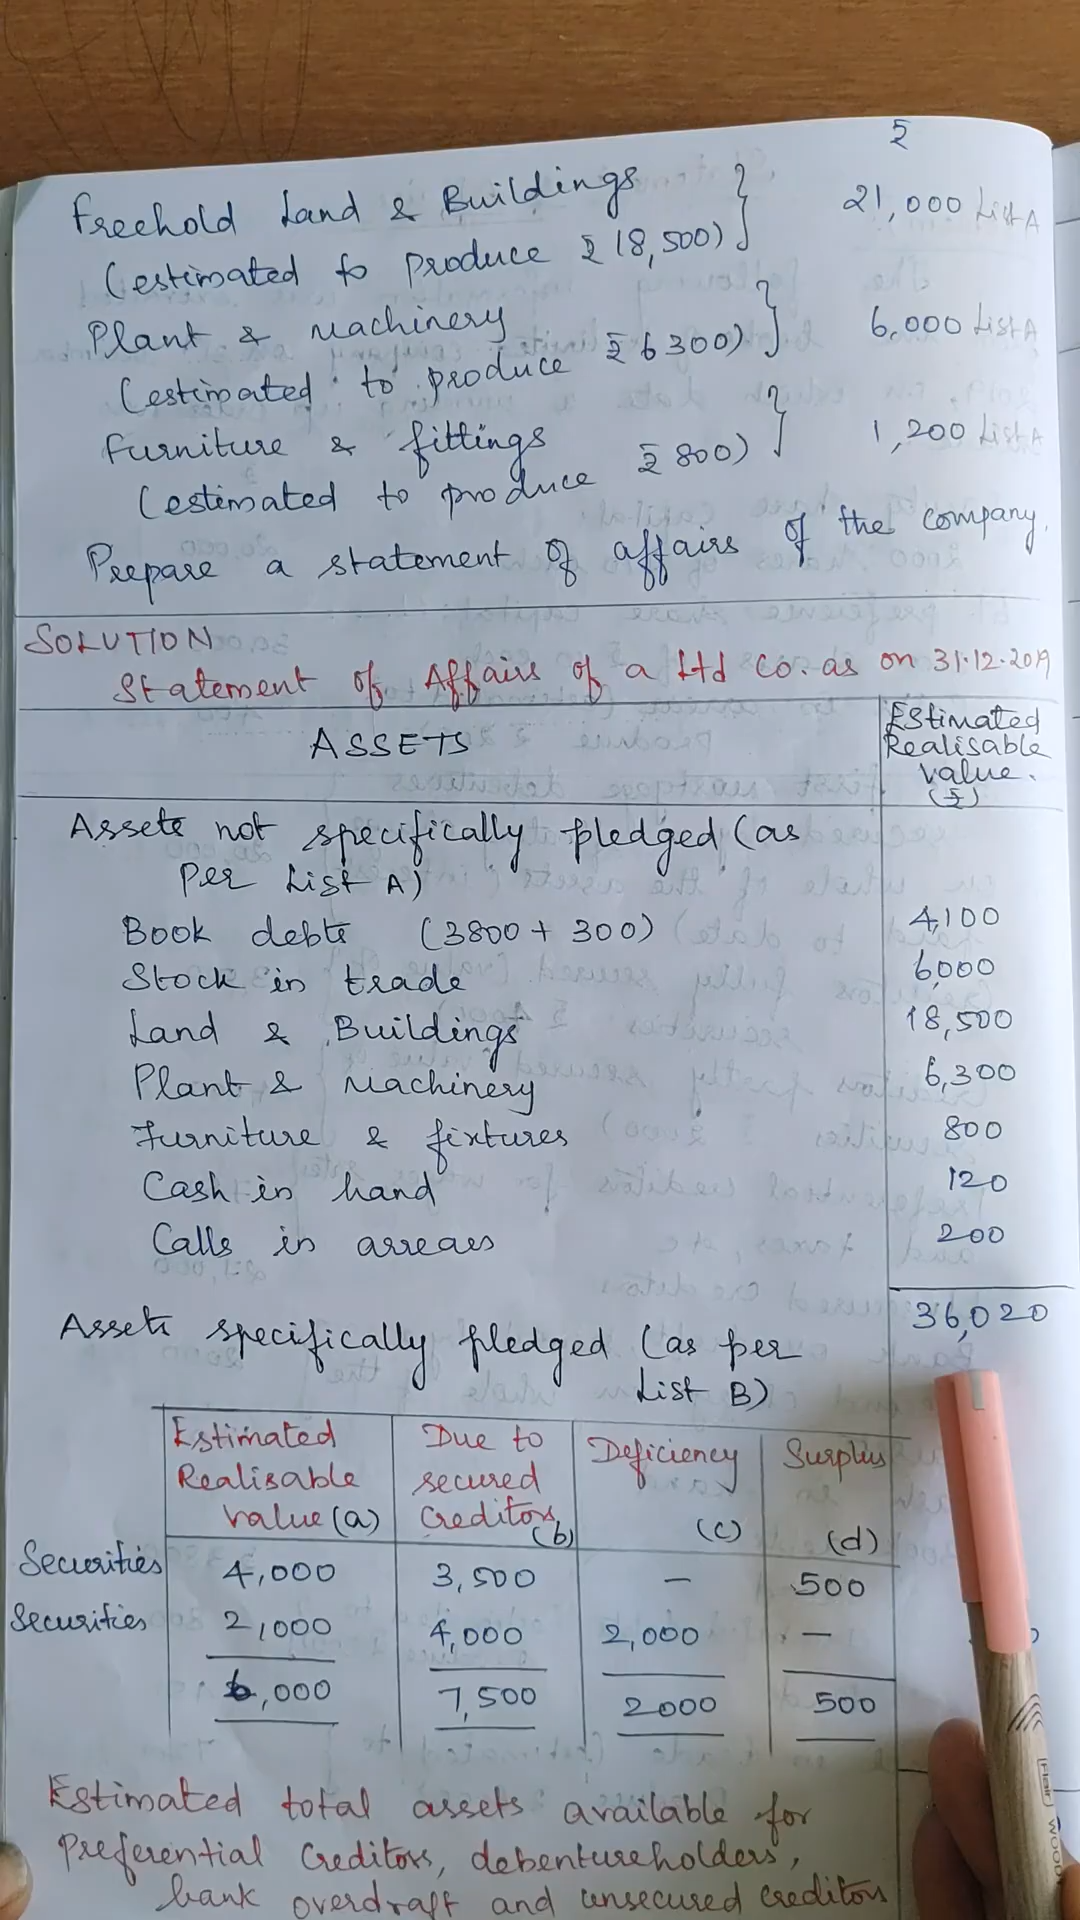 ₹
Freehold Land & Buildings } 21,000 List A
(estimated to produce ₹ 18,500)
Plant & Machinery } 6,000 List A
(estimated to produce ₹ 6300)
Furniture & fittings } 1,200 List A
(estimated to produce ₹ 800)
Prepare a statement of affairs of the company.
SOLUTION
Statement of Affairs of a Ltd Co. as on 31.12.2019
ASSETS
Estimated
Realisable
value.
(₹)
Assets not specifically pledged (as
per List A)
Book debts (3800 + 300) 4,100
Stock in trade 6,000
Land & Buildings 18,500
Plant & Machinery 6,300
Furniture & fixtures 800
Cash in hand 120
Calls in arrears 200
36,020
Assets specifically pledged (as per
List B)
Estimated Realisable value (a)
Due to secured Creditors (b)
Deficiency (c)
Surplus (d)
Securities 4,000 3,500 – 500
Securities 2,000 4,000 2,000 –
6,000 7,500 2000 500
Estimated total assets available for
Preferential Creditors, debentureholders,
bank overdraft and unsecured creditors
Flair